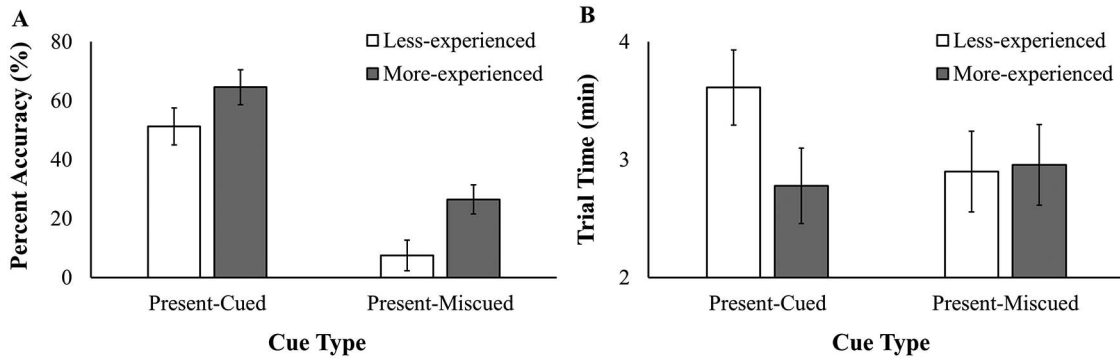 A
Percent Accuracy (%)
80
60
40
20
0
Less-experienced
More-experienced
Present-Cued
Present-Miscued
Cue Type
B
Trial Time (min)
4
3
2
Less-experienced
More-experienced
Present-Cued
Present-Miscued
Cue Type